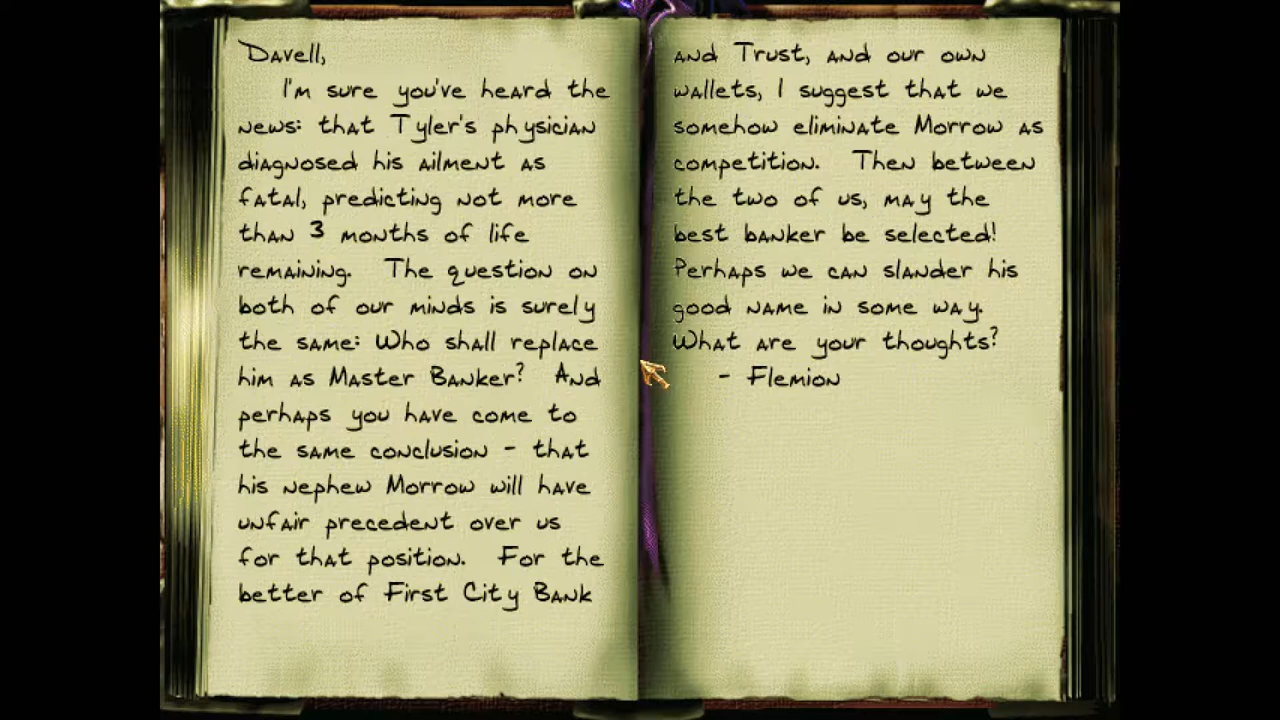 Davell,
I'm sure you've heard the
news: that Tyler's physician
diagnosed his ailment as
fatal, predicting not more
than 3 months of life
remaining. The question on
both of our minds is surely
the same: Who shall replace
him as Master Banker? And
perhaps you have come to
the same conclusion - that
his nephew Morrow will have
unfair precedent over us
for that position. For the
better of First City Bank
and Trust, and our own
wallets, I suggest that we
somehow eliminate Morrow as
competition. Then between
the two of us, may the
best banker be selected!
Perhaps we can slander his
good name in some way.
What are your thoughts?
- Flemion